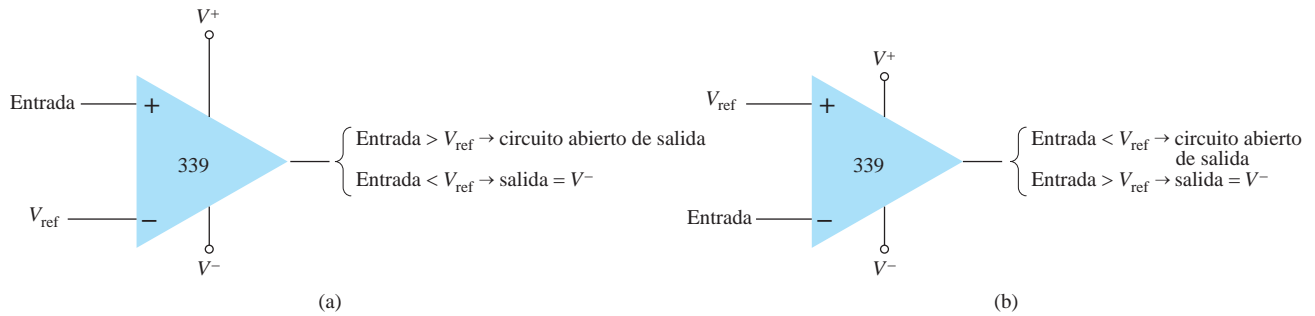 V+
Entrada
+
339
Entrada > Vref → circuito abierto de salida
Entrada < Vref → salida = V−
Vref
−
V−
(a)
V+
Vref
+
339
Entrada < Vref → circuito abierto
de salida
Entrada > Vref → salida = V−
Entrada
−
V−
(b)